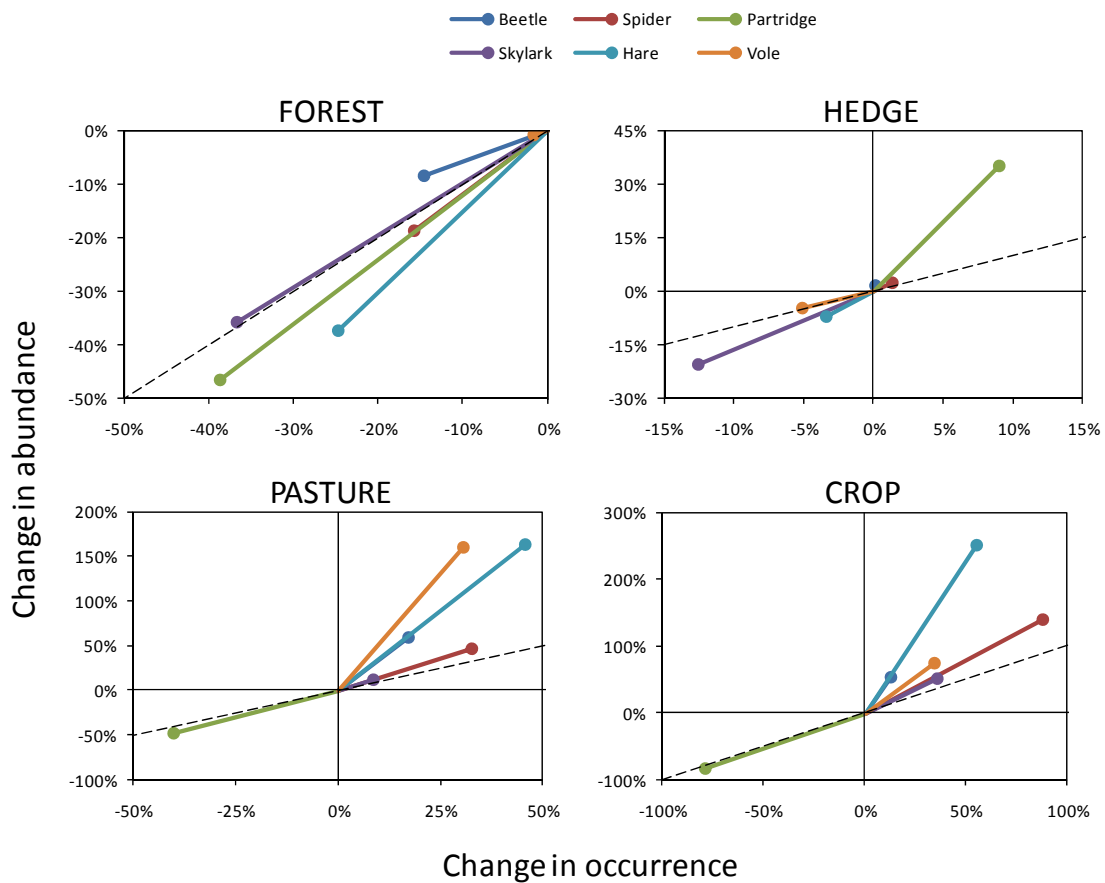 Beetle Spider Partridge
Skylark Hare Vole
FOREST
0%
-10%
-20%
-30%
-40%
-50%
-50% -40% -30% -20% -10% 0%
HEDGE
45%
30%
15%
0%
-15%
-30%
-15% -10% -5% 0% 5% 10% 15%
PASTURE
200%
150%
100%
50%
0%
-50%
-100%
-50% -25% 0% 25% 50%
CROP
300%
200%
100%
0%
-100%
-100% -50% 0% 50% 100%
Change in abundance
Change in occurrence